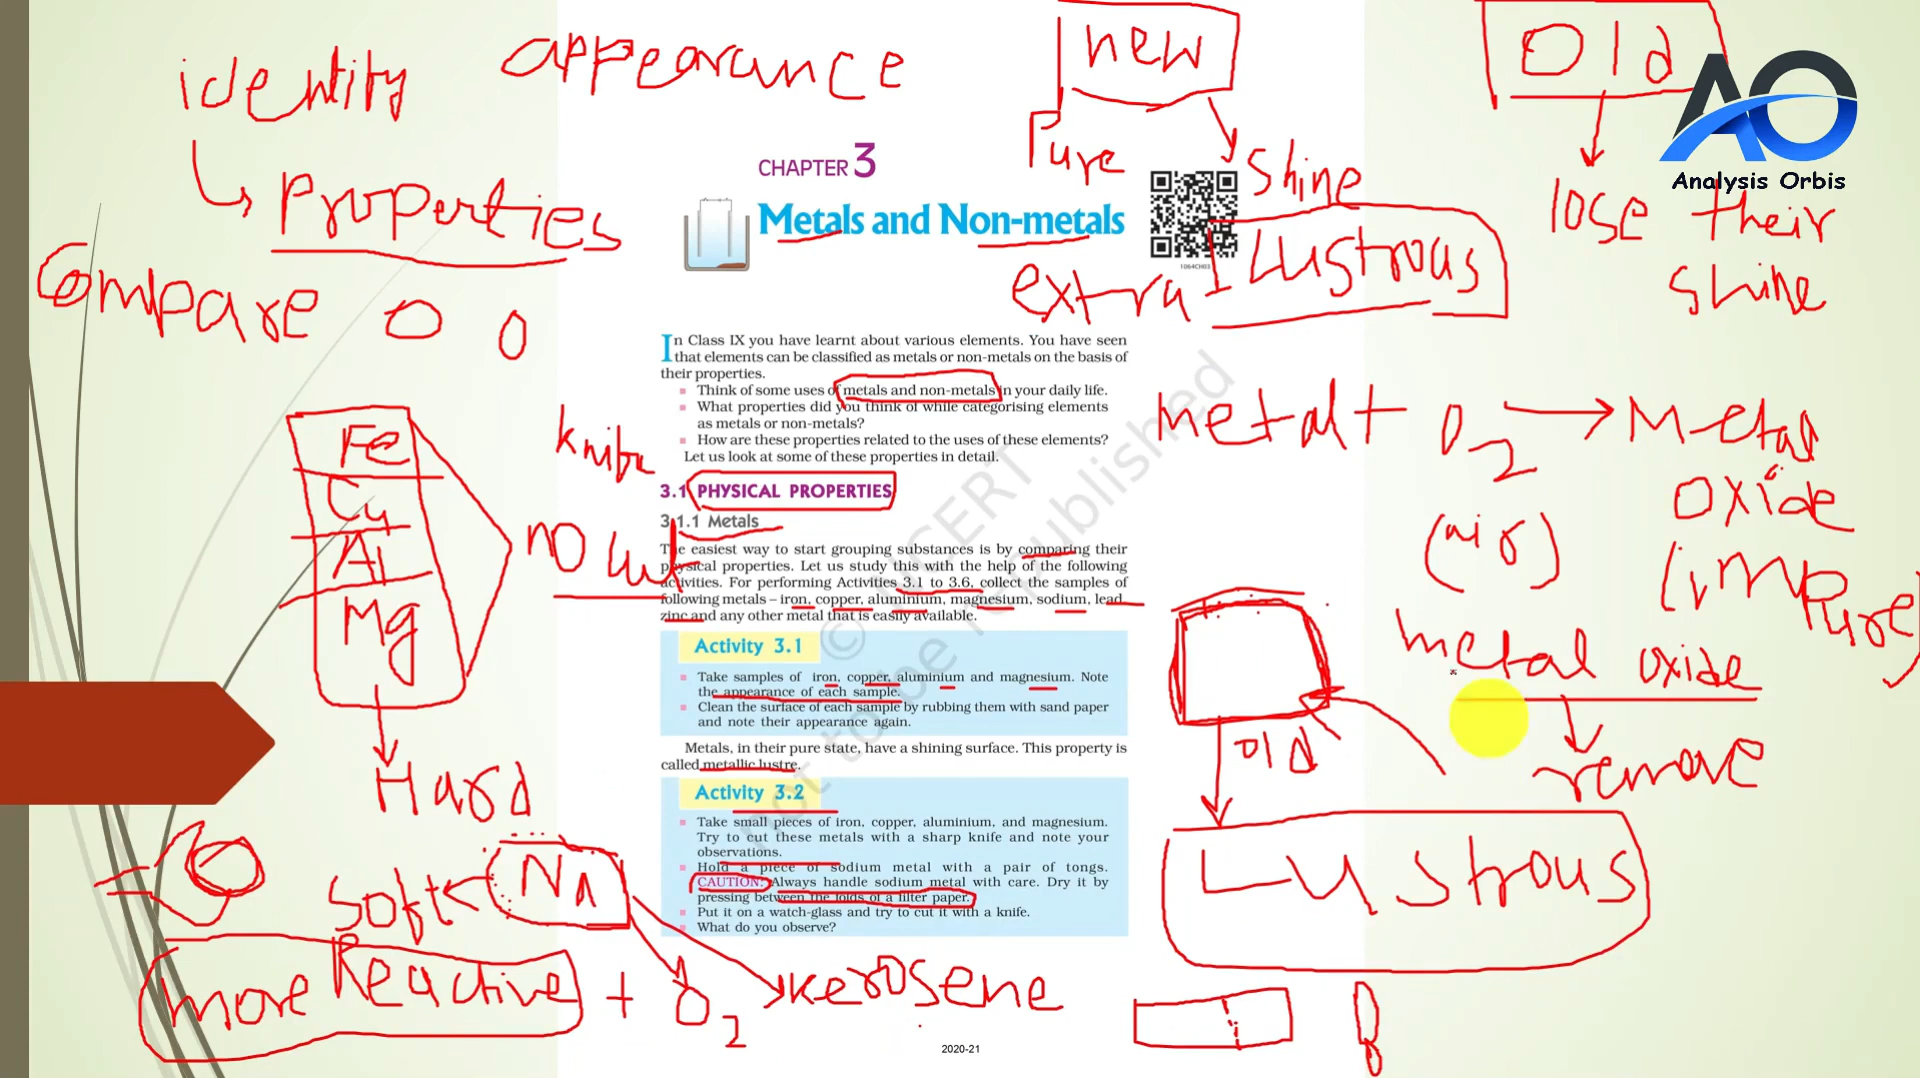 identity
appearance
new
Old
Pure
Shine
AO
Analysis Orbis
CHAPTER 3
Properties
lose their
shine
Metals and Non-metals
1064CH03
Compare
extra
Lustrous
In Class IX you have learnt about various elements. You have seen
that elements can be classified as metals or non-metals on the basis of
their properties.
Think of some uses of metals and non-metals in your daily life.
What properties did you think of while categorising elements
as metals or non-metals?
How are these properties related to the uses of these elements?
Let us look at some of these properties in detail.
Metal + O2 → Metal
oxide
(air)
(impure)
Fe
Cu
Al
Mg
no cut
3.1 PHYSICAL PROPERTIES
3.1.1 Metals
The easiest way to start grouping substances is by comparing their
physical properties. Let us study this with the help of the following
activities. For performing Activities 3.1 to 3.6, collect the samples of
following metals – iron, copper, aluminium, magnesium, sodium, lead,
zinc and any other metal that is easily available.
Activity 3.1
Take samples of iron, copper, aluminium and magnesium. Note
the appearance of each sample.
Clean the surface of each sample by rubbing them with sand paper
and note their appearance again.
metal oxide
old
remove
Metals, in their pure state, have a shining surface. This property is
called metallic lustre.
Hard
Activity 3.2
Take small pieces of iron, copper, aluminium, and magnesium.
Try to cut these metals with a sharp knife and note your
observations.
Hold a piece of sodium metal with a pair of tongs.
CAUTION: Always handle sodium metal with care. Dry it by
pressing between the folds of a filter paper.
Put it on a watch-glass and try to cut it with a knife.
What do you observe?
Lustrous
Soft
Na
more Reactive + O2
kerosene
2020-21
© NCERT
not to be republished